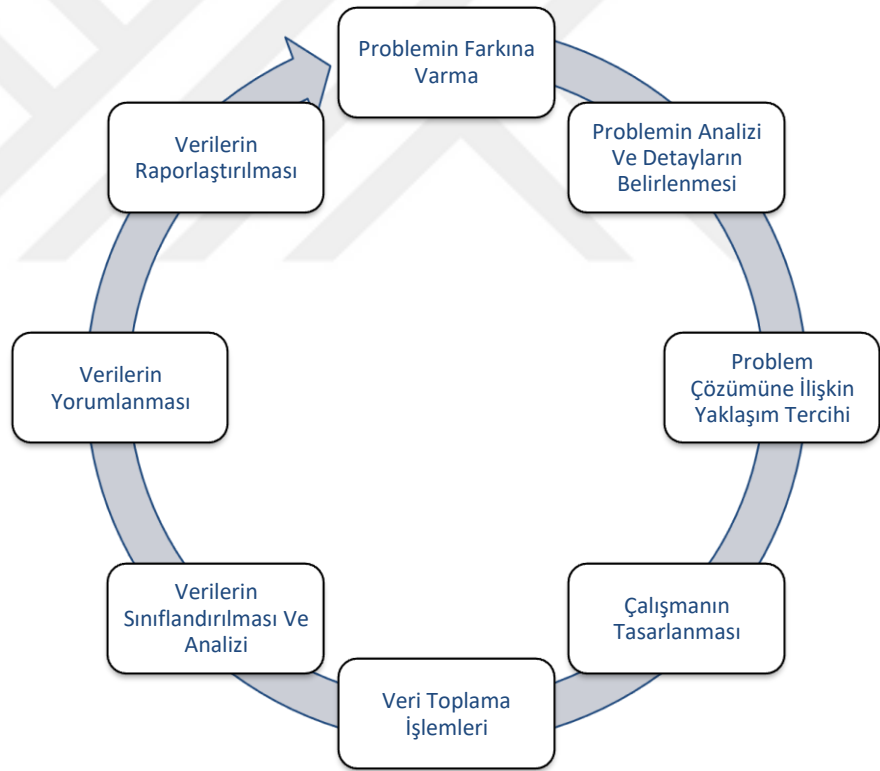 Problemin Farkına
Varma
Problemin Analizi
Ve Detayların
Belirlenmesi
Problem
Çözümüne İlişkin
Yaklaşım Tercihi
Çalışmanın
Tasarlanması
Veri Toplama
İşlemleri
Verilerin
Sınıflandırılması Ve
Analizi
Verilerin
Yorumlanması
Verilerin
Raporlaştırılması